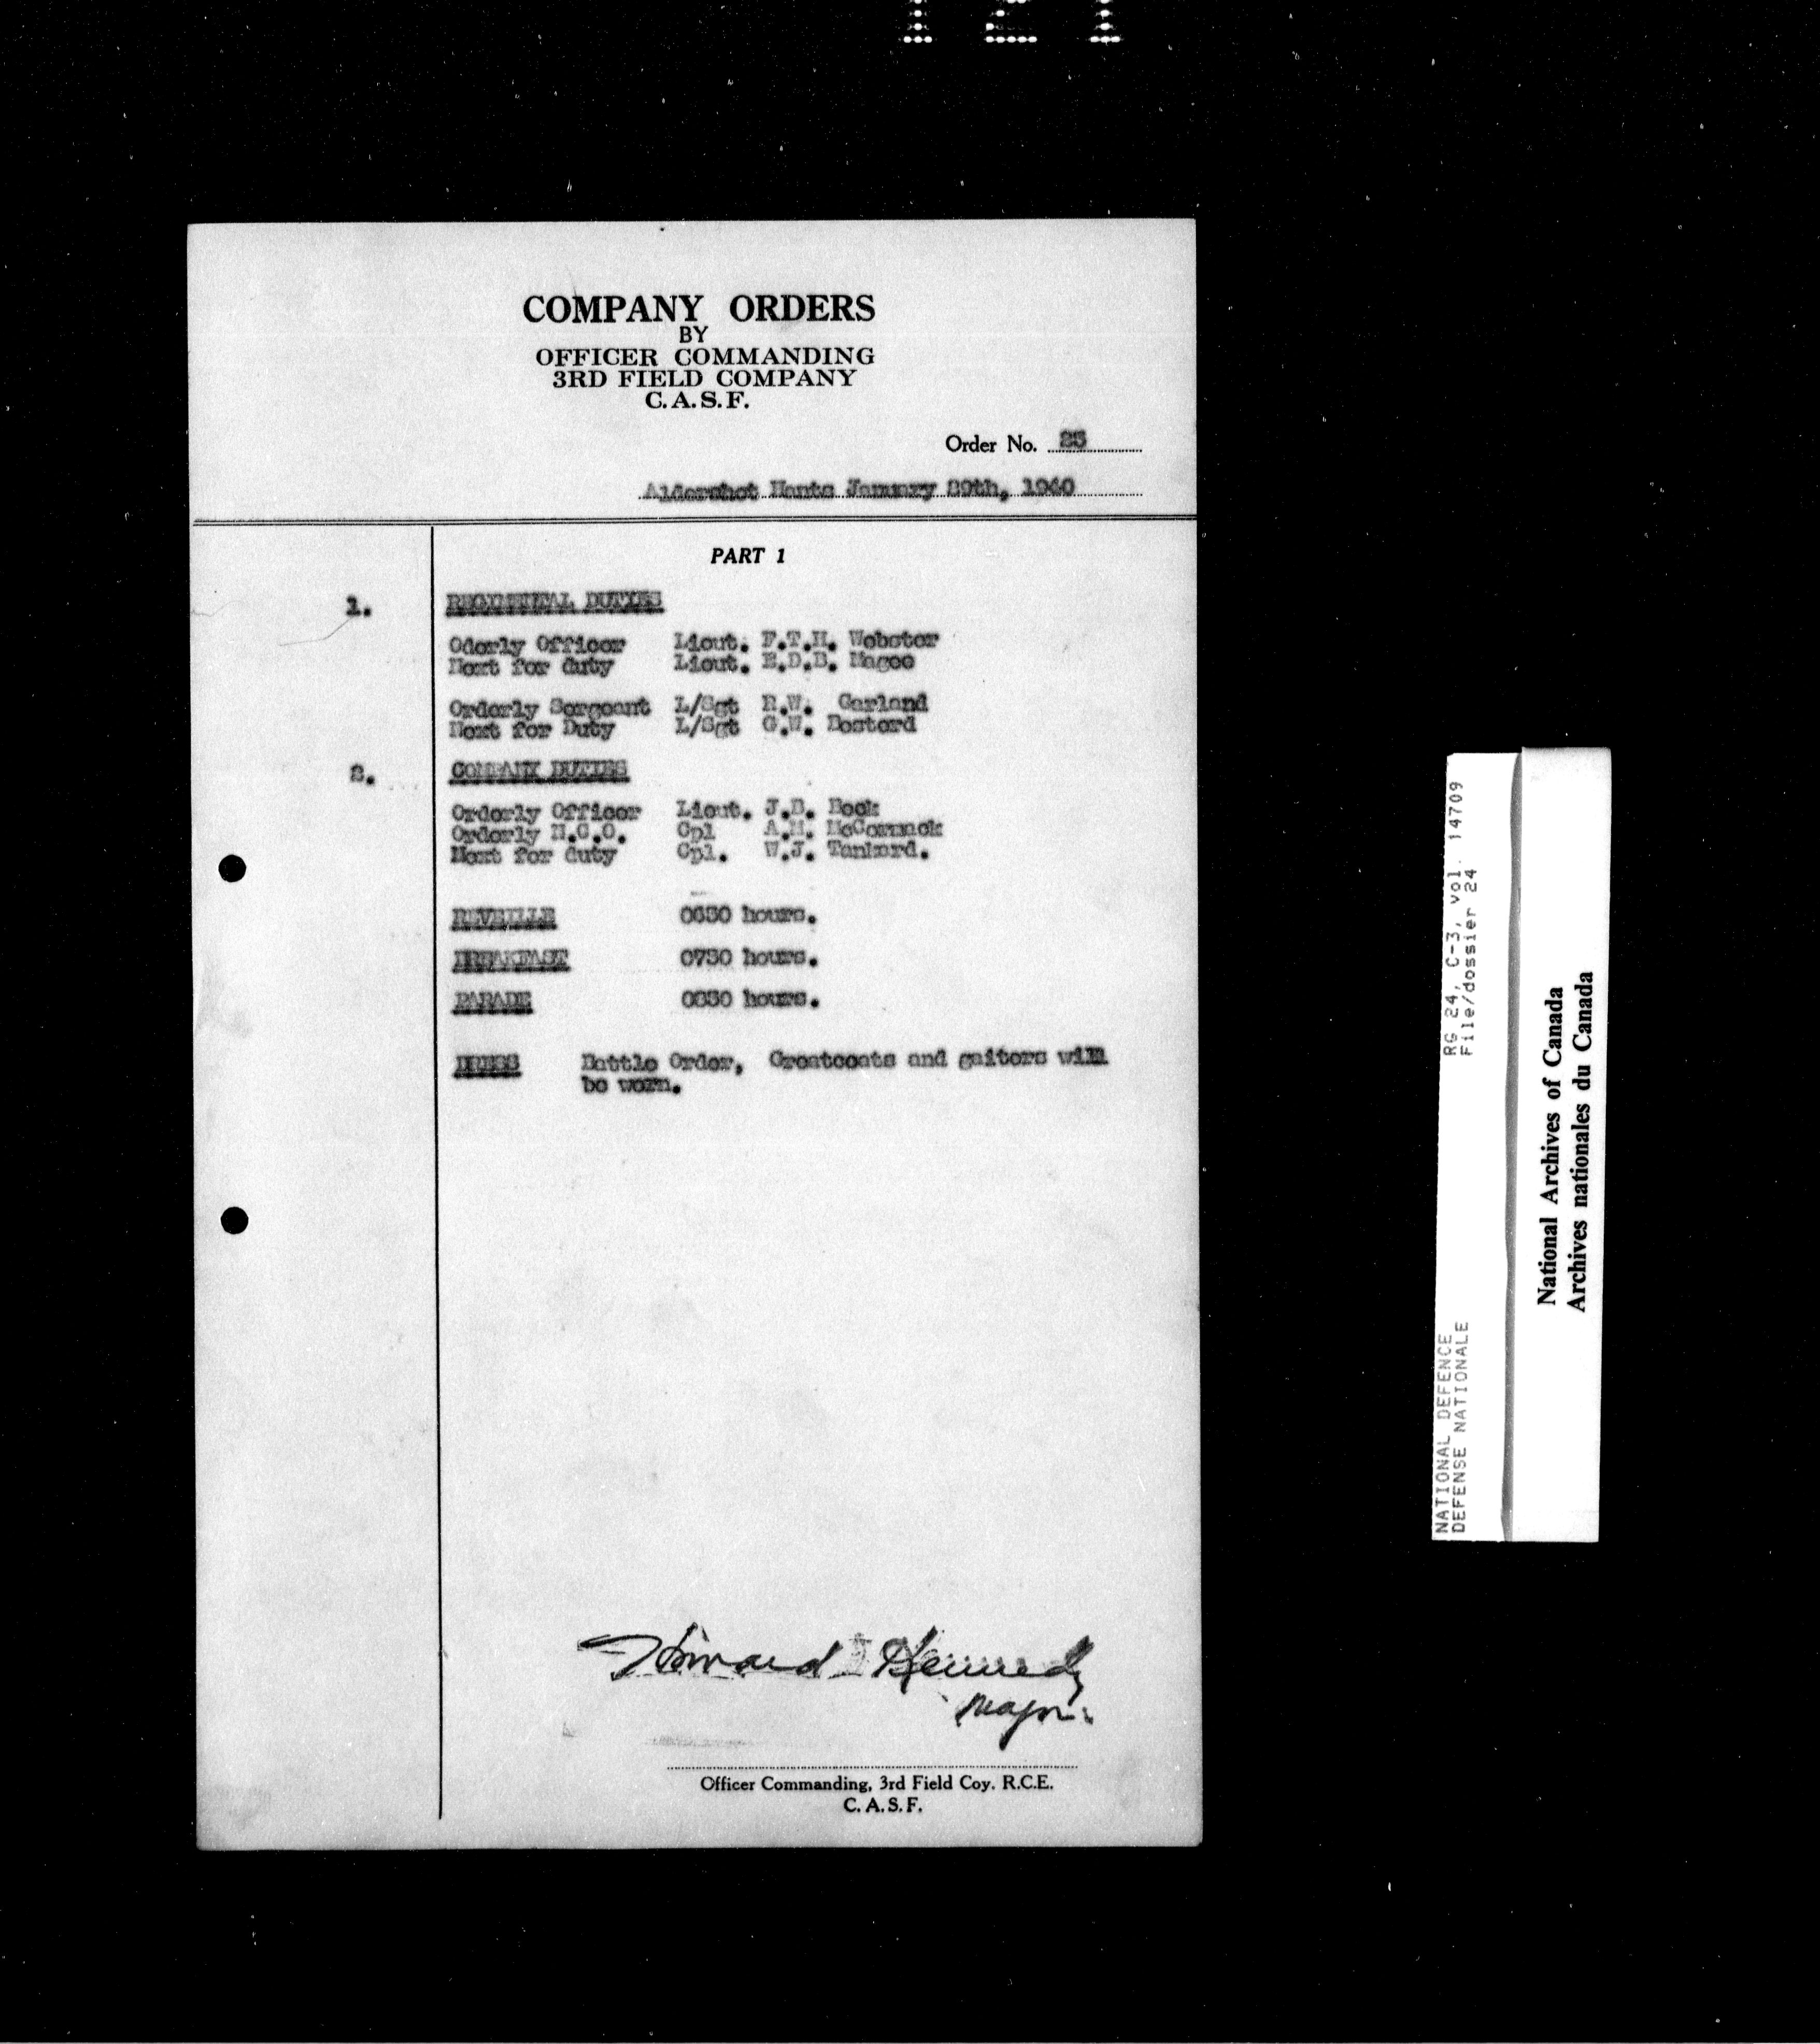 121
COMPANY ORDERS
BY
OFFICER COMMANDING
3RD FIELD COMPANY
C.A.S.F.
Order No. 25
Aldershot Hants January 29th, 1940
PART 1
1. REGIMENTAL DUTIES
Oderly Officer Lieut. F.T.H. Webster
Next for duty Lieut. E.D.B. Magee
Orderly Sergeant L/Sgt R.W. Garland
Next for Duty L/Sgt G.W.
2. COMPANY DUTIES
Orderly Officer Lieut. J.B.
Orderly N.C.O. Cpl A.M. McCormack
Next for duty Cpl. W.J. Tankard.
REVEILLE 0630 hours.
BREAKFAST 0730 hours.
PARADE 0830 hours.
DRESS Battle Order, Greatcoats and gaiters will
be worn.
Howard Kennedy
Major.
Officer Commanding, 3rd Field Coy. R.C.E.
C.A.S.F.
NATIONAL DEFENCE RG 24, C-3, vol. 14709
DEFENSE NATIONALE File/dossier 24
National Archives of Canada
Archives nationales du Canada